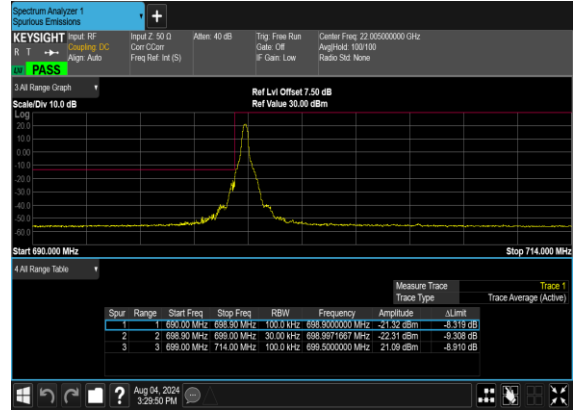 Spectrum Analyzer 1
Spurious Emissions
+
KEYSIGHT Input: RF Input Z: 50 Ω Atten: 40 dB Trig: Free Run Center Freq: 22.005000000 GHz
R T Coupling: DC Corr CCorr Gate: Off Avg|Hold: 100/100
Align: Auto Freq Ref: Int (S) IF Gain: Low Radio Std: None
PASS
3 All Range Graph
Ref Lvl Offset 7.50 dB
Scale/Div 10.0 dB Ref Value 30.00 dBm
Log
20.0
10.0
0.00
-10.0
-20.0
-30.0
-40.0
-50.0
-60.0
Start 690.000 MHz Stop 714.000 MHz
4 All Range Table
Measure Trace Trace 1
Trace Type Trace Average (Active)
Spur Range Start Freq Stop Freq RBW Frequency Amplitude ΔLimit
1 1 690.00 MHz 698.90 MHz 100.0 kHz 698.9000000 MHz -21.32 dBm -8.319 dB
2 2 698.90 MHz 699.00 MHz 30.00 kHz 698.9971667 MHz -22.31 dBm -9.308 dB
3 3 699.00 MHz 714.00 MHz 100.0 kHz 699.5000000 MHz 21.09 dBm -8.910 dB
? Aug 04, 2024
3:29:50 PM